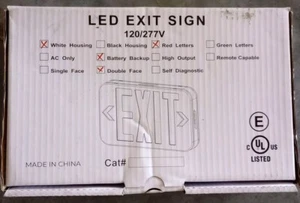 LED EXIT SIGN
120/277V
White Housing Black Housing Red Letters Green Letters
AC Only Battery Backup High Output Remote Capable
Single Face Double Face Self Diagnostic
EXIT
E
C UL US
LISTED
MADE IN CHINA
Cat#